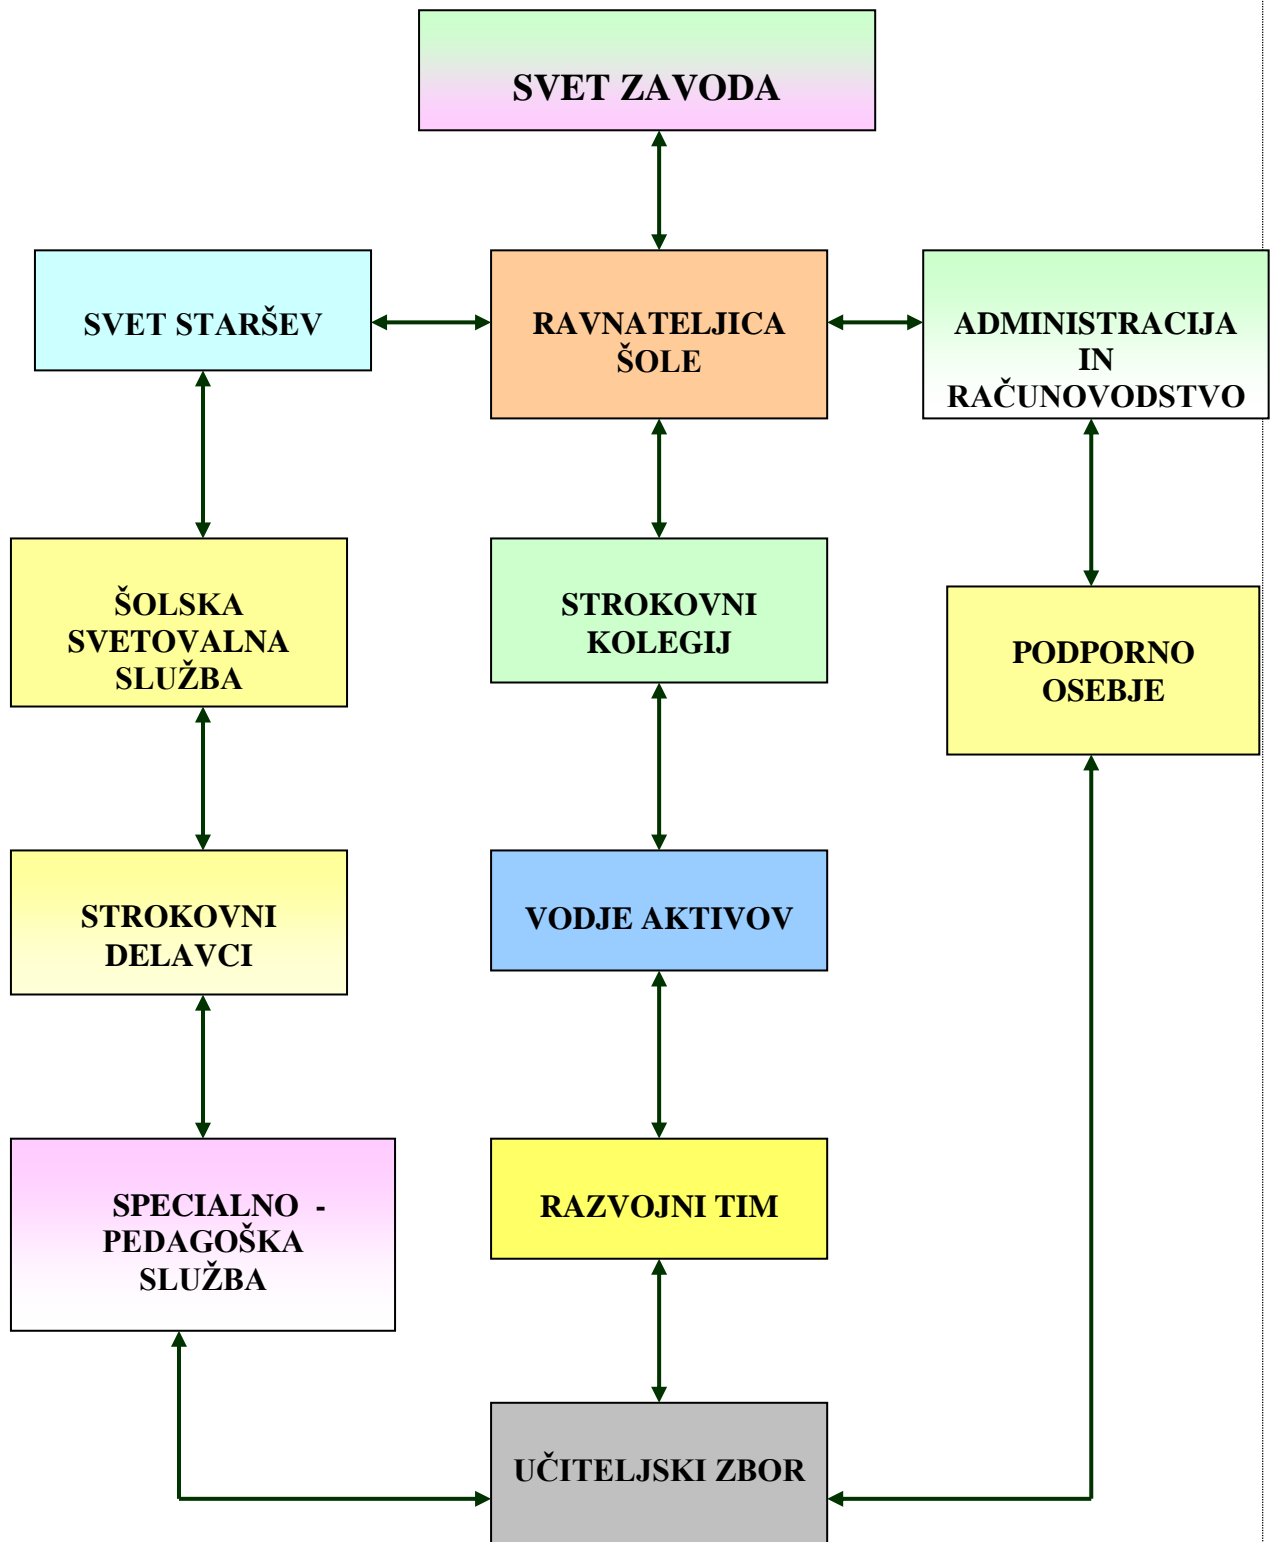 SVET ZAVODA
SVET STARŠEV
RAVNATELJICA
ŠOLE
ADMINISTRACIJA
IN
RAČUNOVODSTVO
ŠOLSKA
SVETOVALNA
SLUŽBA
STROKOVNI
KOLEGIJ
PODPORNO
OSEBJE
STROKOVNI
DELAVCI
VODJE AKTIVOV
SPECIALNO -
PEDAGOŠKA
SLUŽBA
RAZVOJNI TIM
UČITELJSKI ZBOR